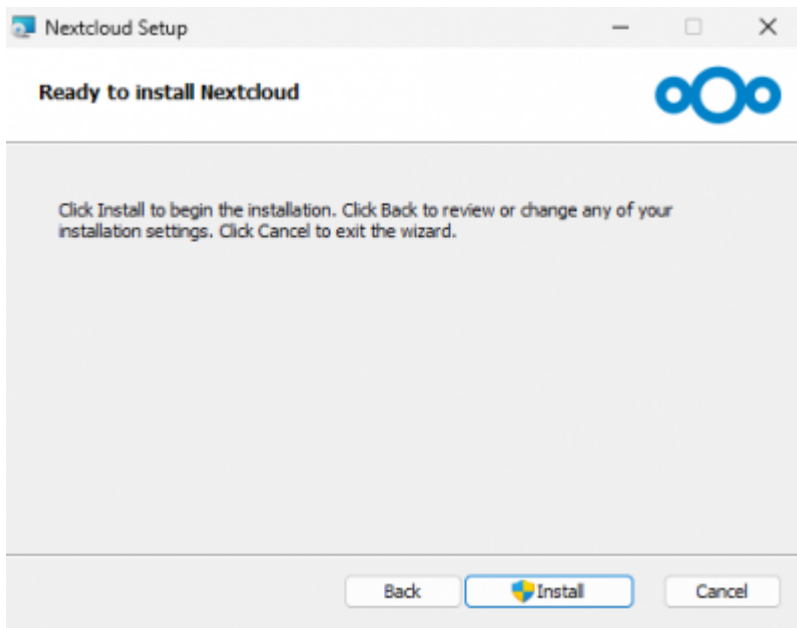 Nextcloud Setup
Ready to install Nextcloud
Click Install to begin the installation. Click Back to review or change any of your
installation settings. Click Cancel to exit the wizard.
Back
Install
Cancel